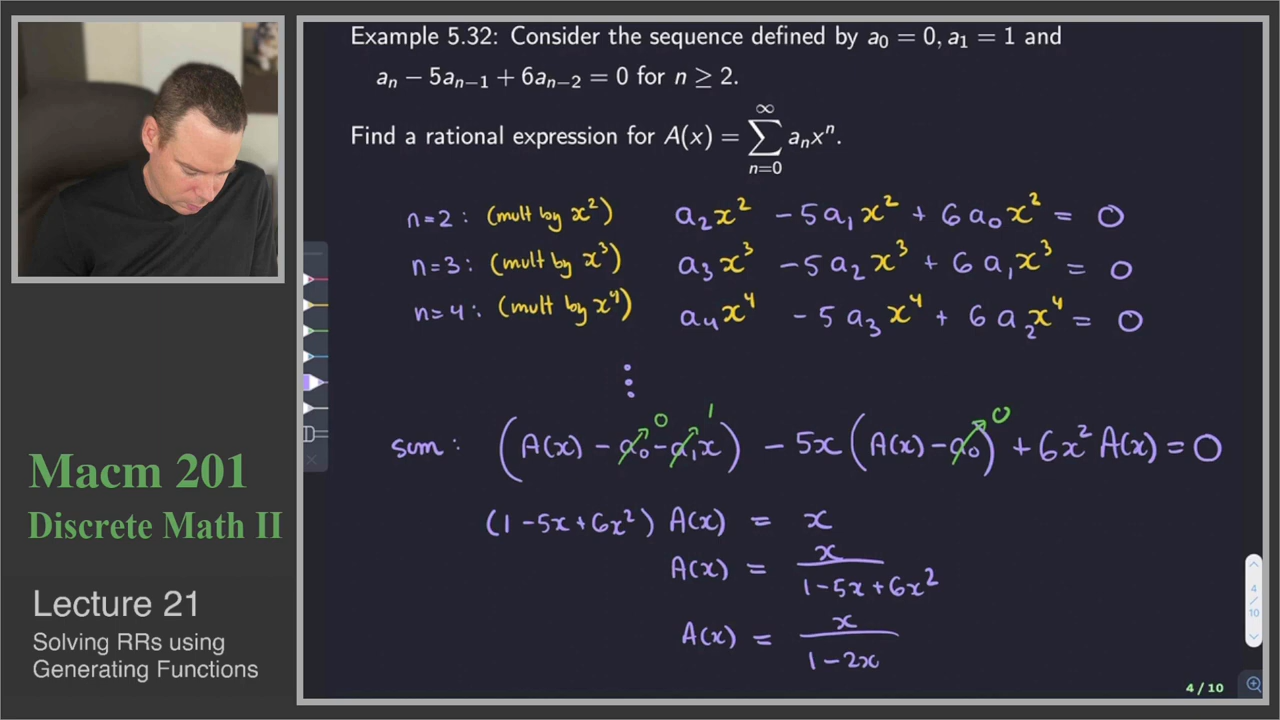 Example 5.32: Consider the sequence defined by a₀ = 0, a₁ = 1 and
aₙ − 5aₙ₋₁ + 6aₙ₋₂ = 0 for n ≥ 2.
Find a rational expression for A(x) = ∑_{n=0}^{∞} aₙxⁿ.
n=2: (mult by x²) a₂x² − 5a₁x² + 6a₀x² = 0
n=3: (mult by x³) a₃x³ − 5a₂x³ + 6a₁x³ = 0
n=4: (mult by x⁴) a₄x⁴ − 5a₃x⁴ + 6a₂x⁴ = 0
⋮
0 1 0
sum: (A(x) − a₀ − a₁x) − 5x(A(x) − a₀) + 6x²A(x) = 0
(1 − 5x + 6x²) A(x) = x
A(x) = x / 1 − 5x + 6x²
A(x) = x / 1 − 2x
Macm 201
Discrete Math II
Lecture 21
Solving RRs using
Generating Functions
4
/
10
4 / 10